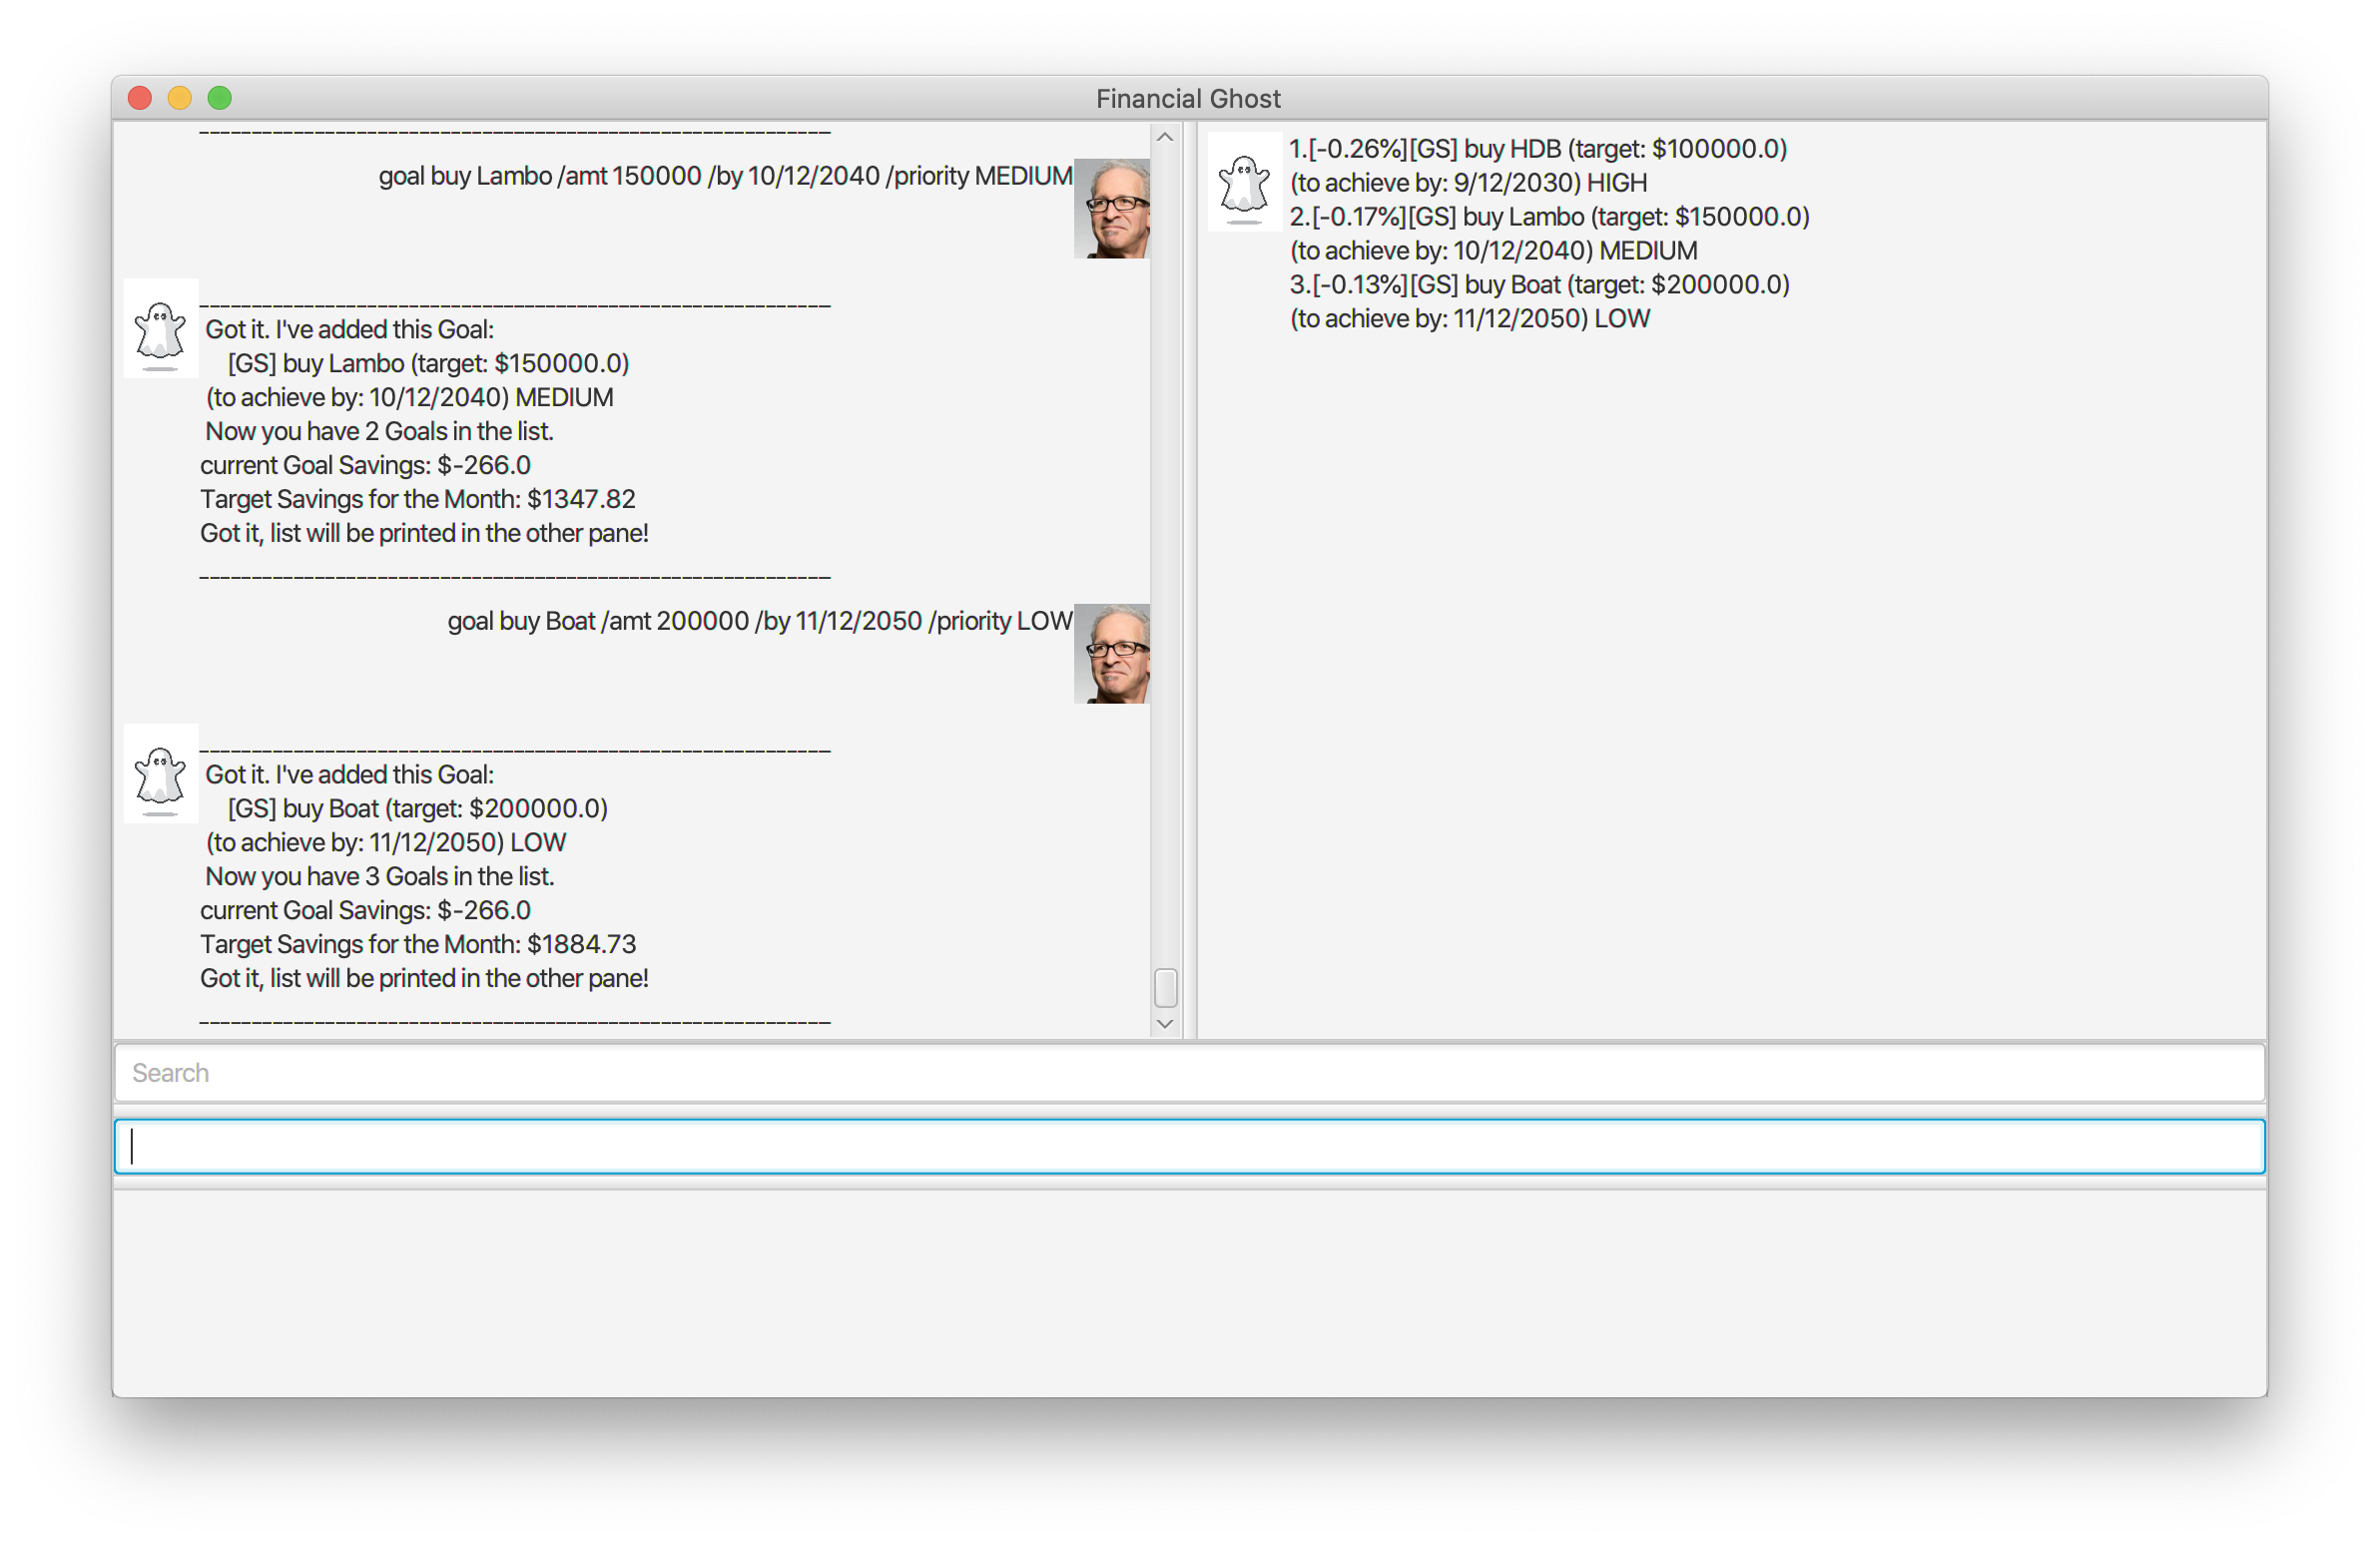 Financial Ghost
____________________________________________________________
goal buy Lambo /amt 150000 /by 10/12/2040 /priority MEDIUM
____________________________________________________________
Got it. I've added this Goal:
[GS] buy Lambo (target: $150000.0)
(to achieve by: 10/12/2040) MEDIUM
Now you have 2 Goals in the list.
current Goal Savings: $-266.0
Target Savings for the Month: $1347.82
Got it, list will be printed in the other pane!
____________________________________________________________
goal buy Boat /amt 200000 /by 11/12/2050 /priority LOW
____________________________________________________________
Got it. I've added this Goal:
[GS] buy Boat (target: $200000.0)
(to achieve by: 11/12/2050) LOW
Now you have 3 Goals in the list.
current Goal Savings: $-266.0
Target Savings for the Month: $1884.73
Got it, list will be printed in the other pane!
____________________________________________________________
1.[-0.26%][GS] buy HDB (target: $100000.0)
(to achieve by: 9/12/2030) HIGH
2.[-0.17%][GS] buy Lambo (target: $150000.0)
(to achieve by: 10/12/2040) MEDIUM
3.[-0.13%][GS] buy Boat (target: $200000.0)
(to achieve by: 11/12/2050) LOW
Search